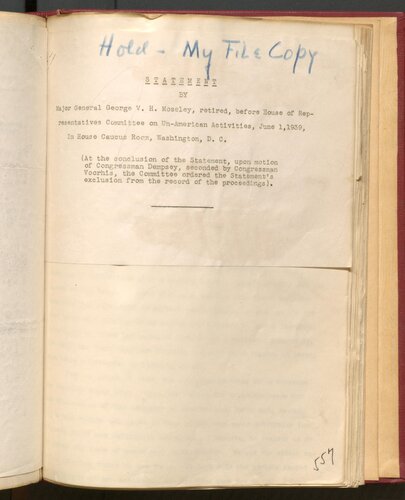 Hold - My File Copy
STATEMENT
BY
Major General George V. H. Moseley, retired, before House of Rep-
resentatives Committee on Un-American Activities, June 1,1939,
in House Caucus Room, Washington, D. C.
(At the conclusion of the Statement, upon motion
of Congressman Dempsey, seconded by Congressman
Voorhis, the Committee ordered the Statement's
exclusion from the record of the proceedings).
557